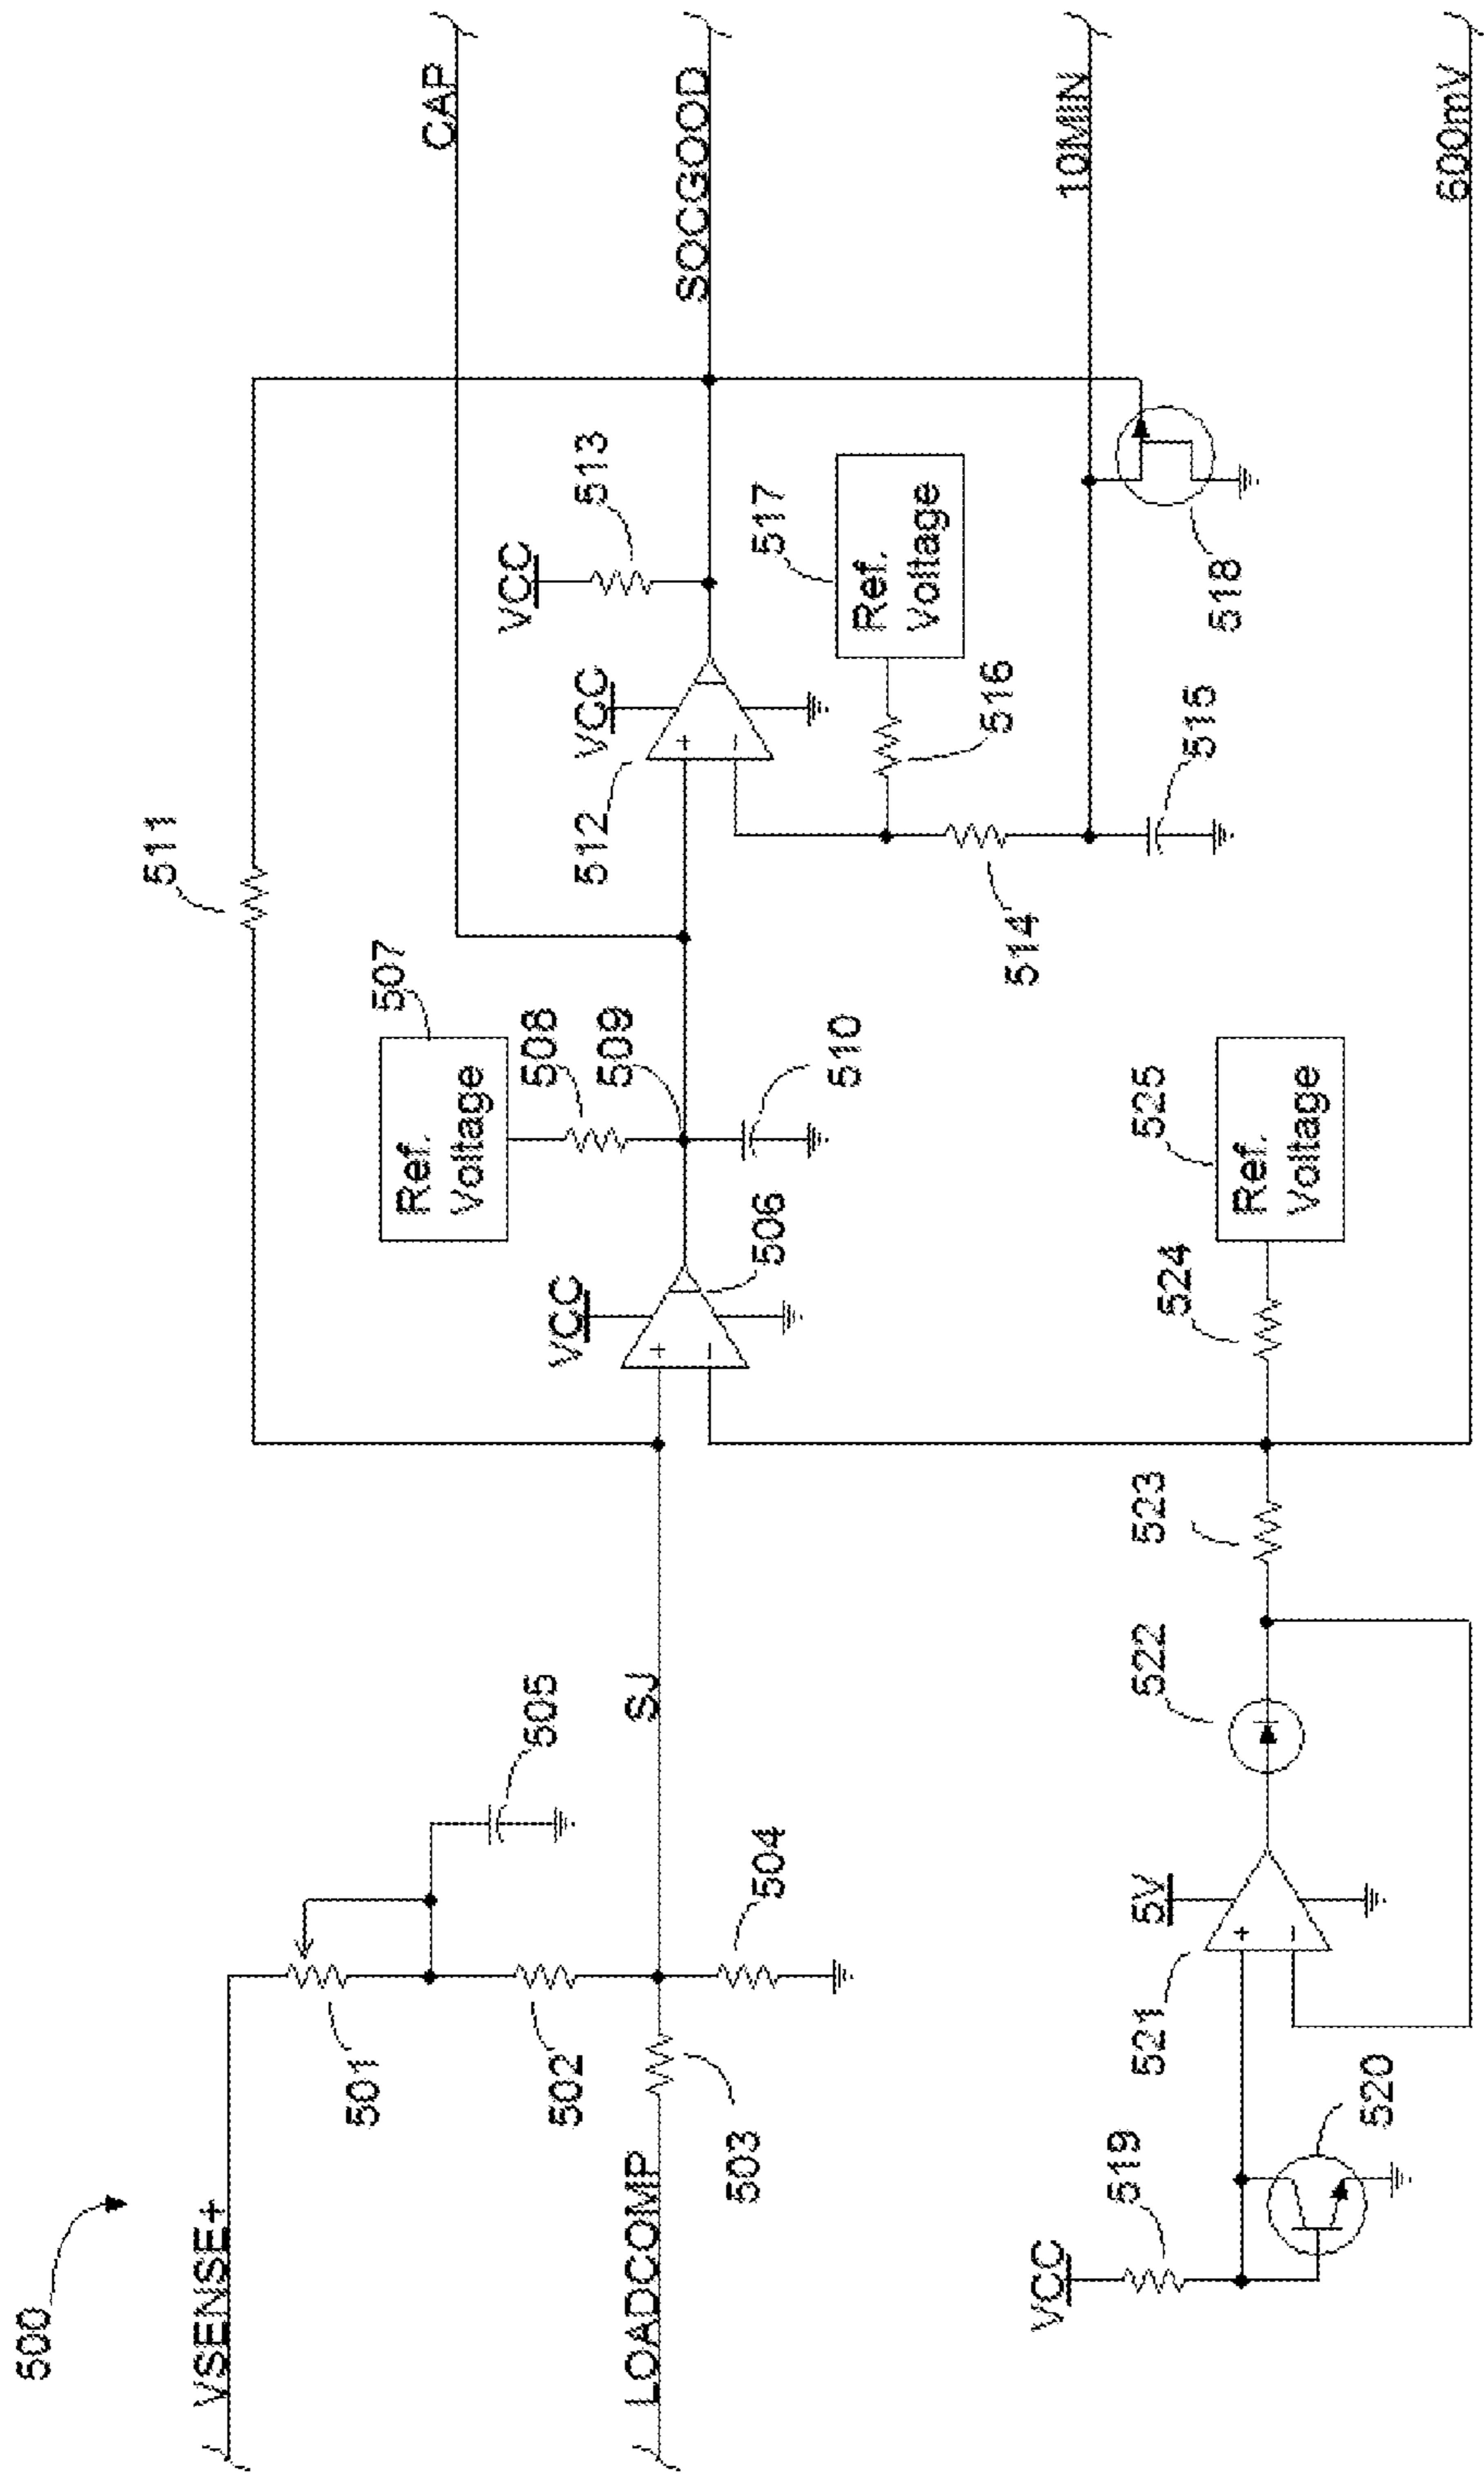 500
VSENSE+
501
505
502
LOADCOMP
503
504
SJ
511
507
Ref.
Voltage
508
509
VCC
506
510
CAP
VCC
513
VCC
512
SOCGOOD
517
Ref.
Voltage
516
514
515
518
10MIN
VCC
519
520
521
5V
522
523
524
525
Ref.
Voltage
600mV
+
−
+
−
+
−